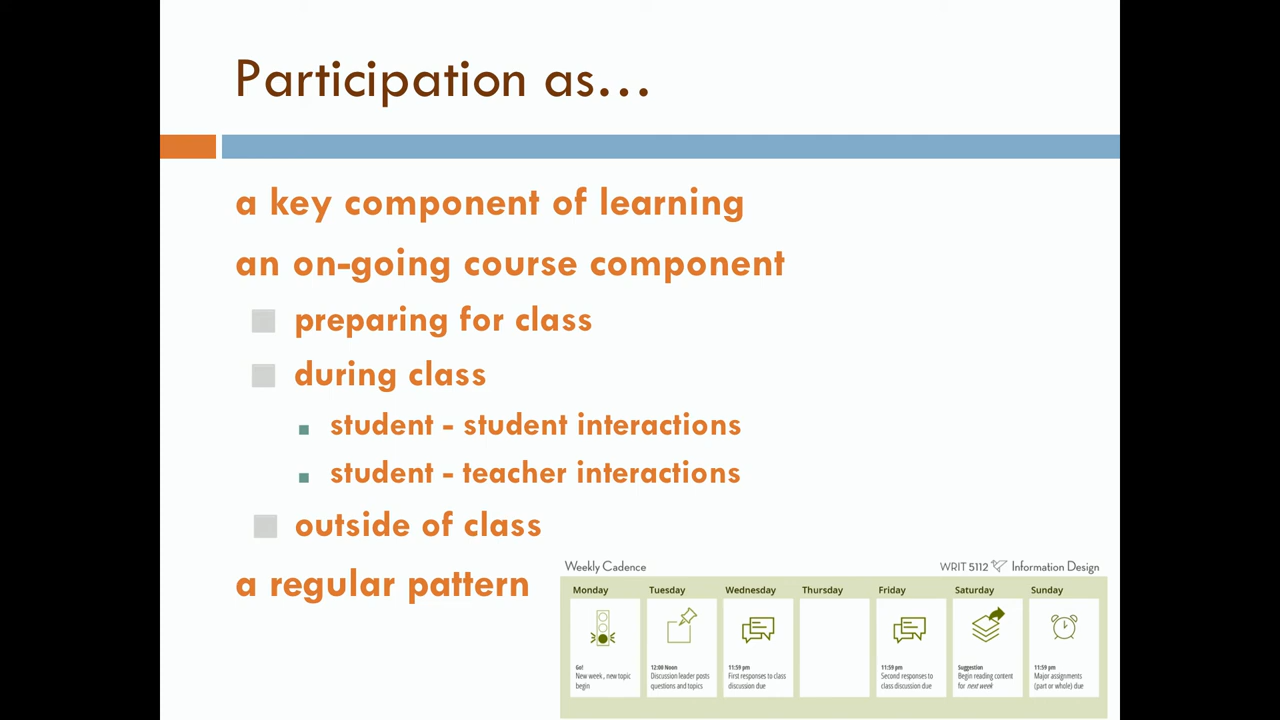 Participation as…
a key component of learning
an on-going course component
preparing for class
during class
student - student interactions
student - teacher interactions
outside of class
a regular pattern
Weekly Cadence
WRIT 5112 Information Design
Monday Tuesday Wednesday Thursday Friday Saturday Sunday
Go!
New week, new topic
begin
12:00 Noon
Discussion leader posts
questions and topics
11:59 pm
First responses to class
discussion due
11:59 pm
Second responses to
class discussion due
Suggestion
Begin reading content
for next week
11:59 pm
Major assignments
(part or whole) due